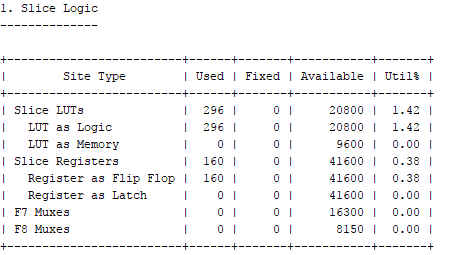 1. Slice Logic
--------------
+----------------------------+------+-------+-----------+-------+
|          Site Type         | Used | Fixed | Available | Util% |
+----------------------------+------+-------+-----------+-------+
| Slice LUTs                 |  296 |     0 |     20800 |  1.42 |
|   LUT as Logic             |  296 |     0 |     20800 |  1.42 |
|   LUT as Memory            |    0 |     0 |      9600 |  0.00 |
| Slice Registers            |  160 |     0 |     41600 |  0.38 |
|   Register as Flip Flop    |  160 |     0 |     41600 |  0.38 |
|   Register as Latch        |    0 |     0 |     41600 |  0.00 |
| F7 Muxes                   |    0 |     0 |     16300 |  0.00 |
| F8 Muxes                   |    0 |     0 |      8150 |  0.00 |
+----------------------------+------+-------+-----------+-------+